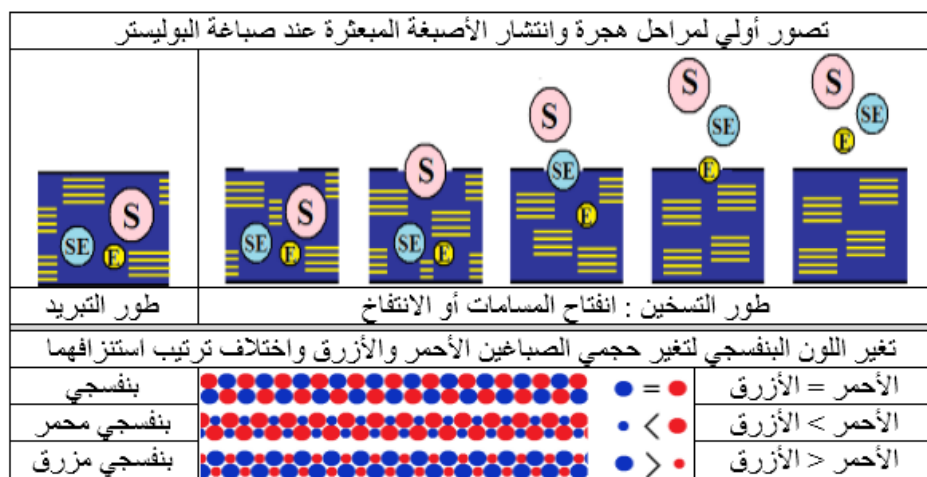 تصور أولي لمراحل هجرة وانتشار الأصبغة المبعثرة عند صباغة البوليستر
S SE E
S SE E
S SE E
S SE E
S SE E
S SE E
طور التسخين : انفتاح المسامات أو الانتفاخ
طور التبريد
تغير اللون البنفسجي لتغير حجمي الصباغين الأحمر والأزرق واختلاف ترتيب استنزافهما
الأحمر = الأزرق = بنفسجي
الأحمر > الأزرق > بنفسجي محمر
الأحمر < الأزرق < بنفسجي مزرق